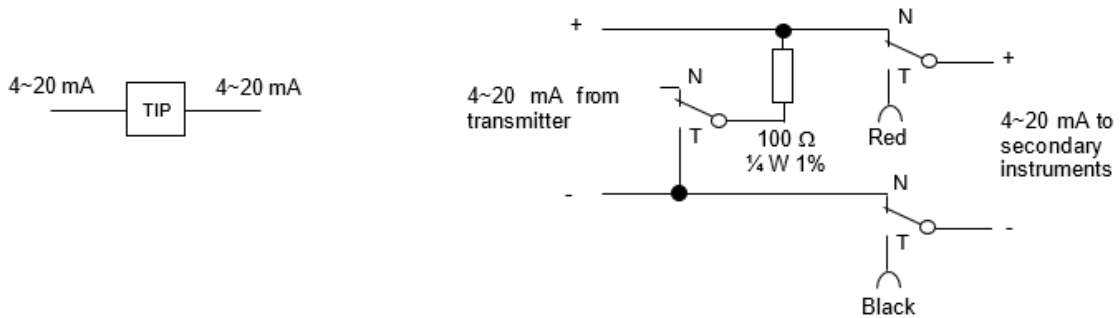 4~20 mA
4~20 mA
TIP
+
N
+
T
4~20 mA from
transmitter
N
T
100 Ω
¼ W 1%
Red
4~20 mA to
secondary
instruments
-
N
-
T
Black